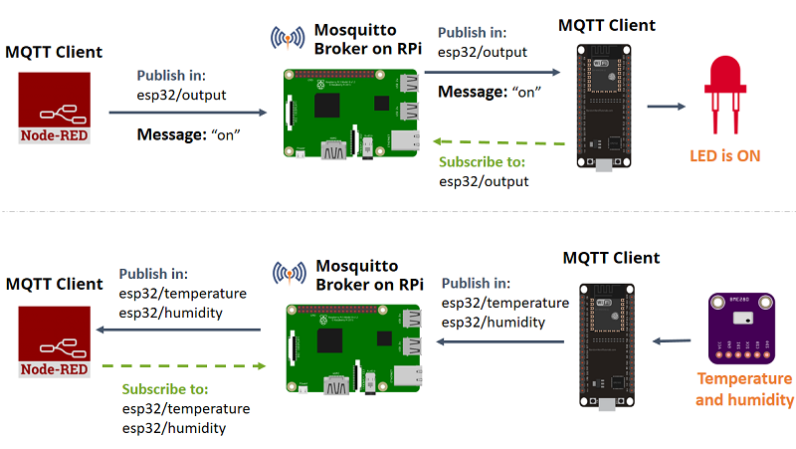 MQTT Client
Node-RED
Publish in:
esp32/output
Message: "on"
Mosquitto
Broker on RPi
Publish in:
esp32/output
Message: "on"
Subscribe to:
esp32/output
MQTT Client
LED is ON
MQTT Client
Node-RED
Publish in:
esp32/temperature
esp32/humidity
Subscribe to:
esp32/temperature
esp32/humidity
Mosquitto
Broker on RPi
Publish in:
esp32/temperature
esp32/humidity
MQTT Client
Temperature
and humidity